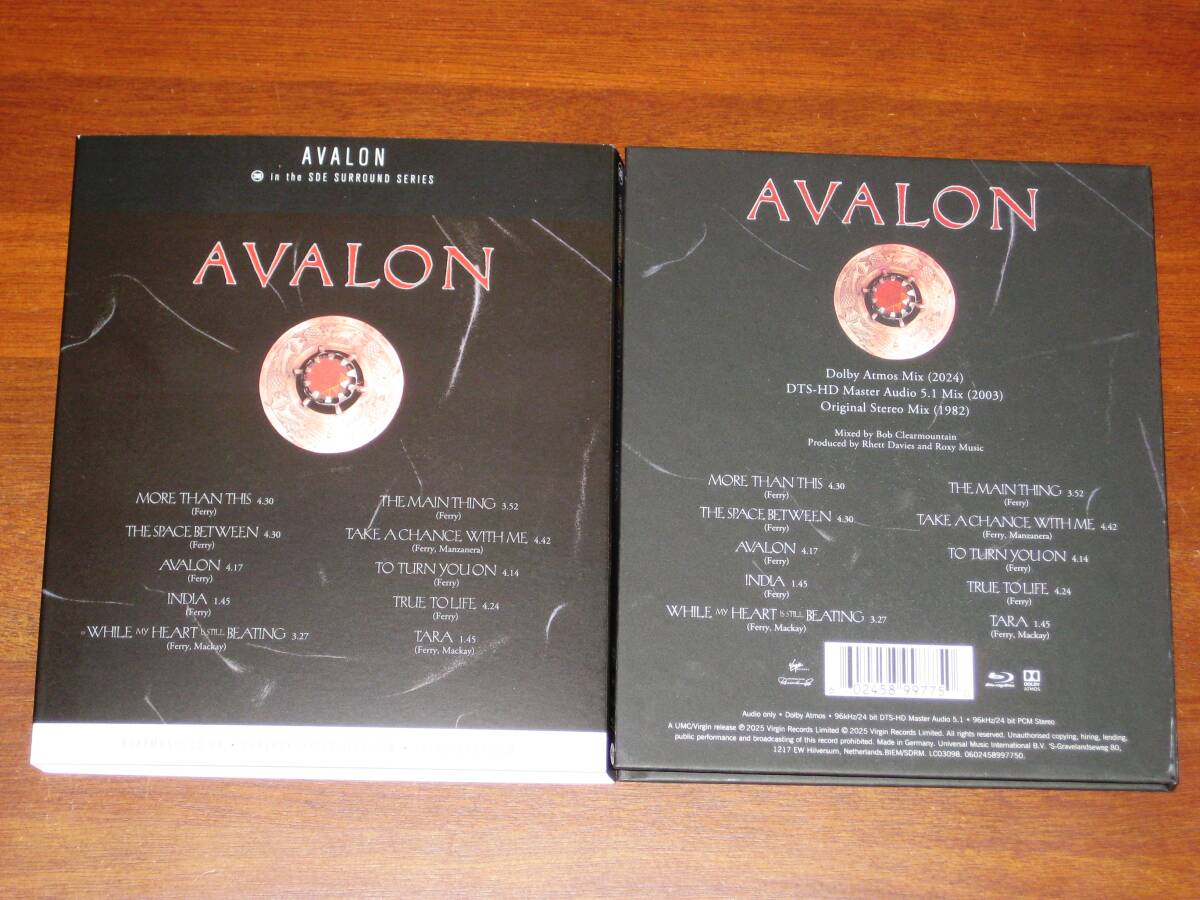 AVALON
in the SDE SURROUND SERIES
AVALON
MORE THAN THIS 4.30
(Ferry)
THE SPACE BETWEEN 4.30
(Ferry)
AVALON 4.17
(Ferry)
INDIA 1.45
(Ferry)
WHILE MY HEART IS STILL BEATING 3.27
(Ferry, Mackay)
THE MAIN THING 3.52
(Ferry)
TAKE A CHANCE WITH ME 4.42
(Ferry, Manzanera)
TO TURN YOU ON 4.14
(Ferry)
TRUE TO LIFE 4.24
(Ferry)
TARA 1.45
(Ferry, Mackay)
AVALON
Dolby Atmos Mix (2024)
DTS-HD Master Audio 5.1 Mix (2003)
Original Stereo Mix (1982)
Mixed by Bob Clearmountain
Produced by Rhett Davies and Roxy Music
MORE THAN THIS 4.30
(Ferry)
THE SPACE BETWEEN 4.30
(Ferry)
AVALON 4.17
(Ferry)
INDIA 1.45
(Ferry)
WHILE MY HEART IS STILL BEATING 3.27
(Ferry, Mackay)
THE MAIN THING 3.52
(Ferry)
TAKE A CHANCE WITH ME 4.42
(Ferry, Manzanera)
TO TURN YOU ON 4.14
(Ferry)
TRUE TO LIFE 4.24
(Ferry)
TARA 1.45
(Ferry, Mackay)
Virgin
6 02458 99775
DOLBY
ATMOS
Audio only • Dolby Atmos • 96kHz/24 bit DTS-HD Master Audio 5.1 • 96kHz/24 bit PCM Stereo
A UMC/Virgin release ℗ 2025 Virgin Records Limited © 2025 Virgin Records Limited. All rights reserved. Unauthorised copying, hiring, lending,
public performance and broadcasting of this record prohibited. Made in Germany. Universal Music International B.V. 'S-Gravelandseweg 80,
1217 EW Hilversum, Netherlands.BIEM/SDRM. LC03098. 0602458997750.